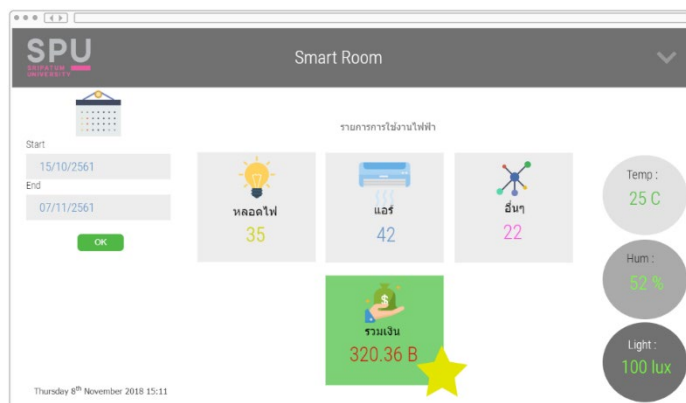 SPU
SRIPATUM
UNIVERSITY
Smart Room
รายการการใช้งานไฟฟ้า
Start
15/10/2561
End
07/11/2561
OK
หลอดไฟ
35
แอร์
42
อื่นๆ
22
รวมเงิน
320.36 B
Temp :
25 C
Hum :
52 %
Light :
100 lux
Thursday 8th November 2018 15:11